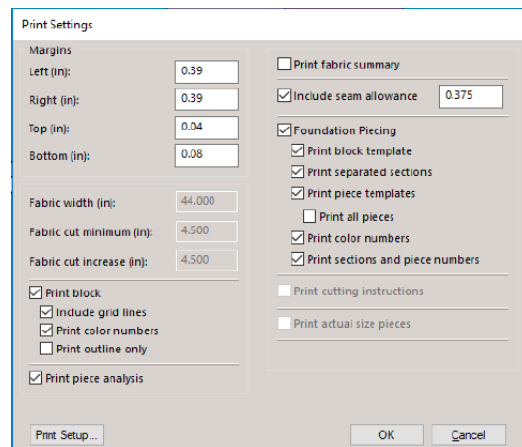 Print Settings
Margins
Left (in):
0.39
Right (in):
0.39
Top (in):
0.04
Bottom (in):
0.08
Fabric width (in):
44.000
Fabric cut minimum (in):
4.500
Fabric cut increase (in):
4.500
Print block
Include grid lines
Print color numbers
Print outline only
Print piece analysis
Print fabric summary
Include seam allowance
0.375
Foundation Piecing
Print block template
Print separated sections
Print piece templates
Print all pieces
Print color numbers
Print sections and piece numbers
Print cutting instructions
Print actual size pieces
Print Setup...
OK
Cancel